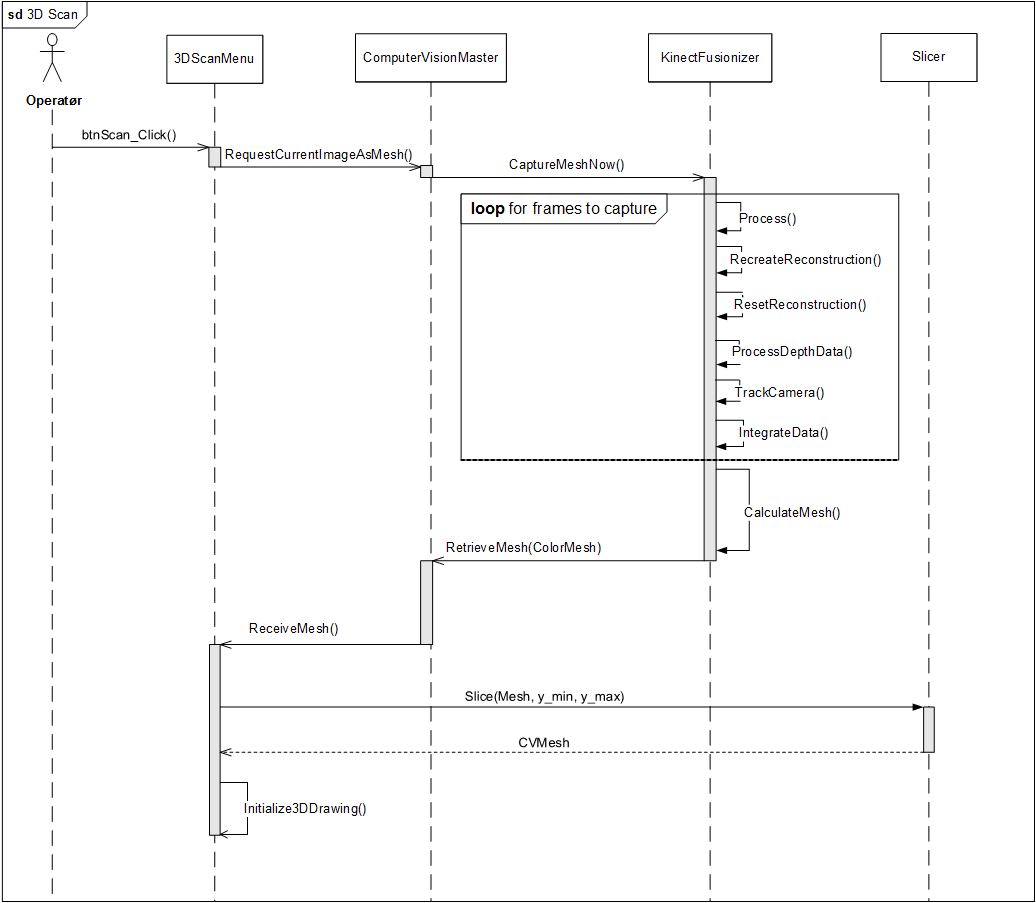 sd 3D Scan
3DScanMenu
ComputerVisionMaster
KinectFusionizer
Slicer
Operatør
btnScan_Click()
RequestCurrentImageAsMesh()
CaptureMeshNow()
loop for frames to capture
Process()
RecreateReconstruction()
ResetReconstruction()
ProcessDepthData()
TrackCamera()
IntegrateData()
CalculateMesh()
RetrieveMesh(ColorMesh)
ReceiveMesh()
Slice(Mesh, y_min, y_max)
CVMesh
Initialize3DDrawing()